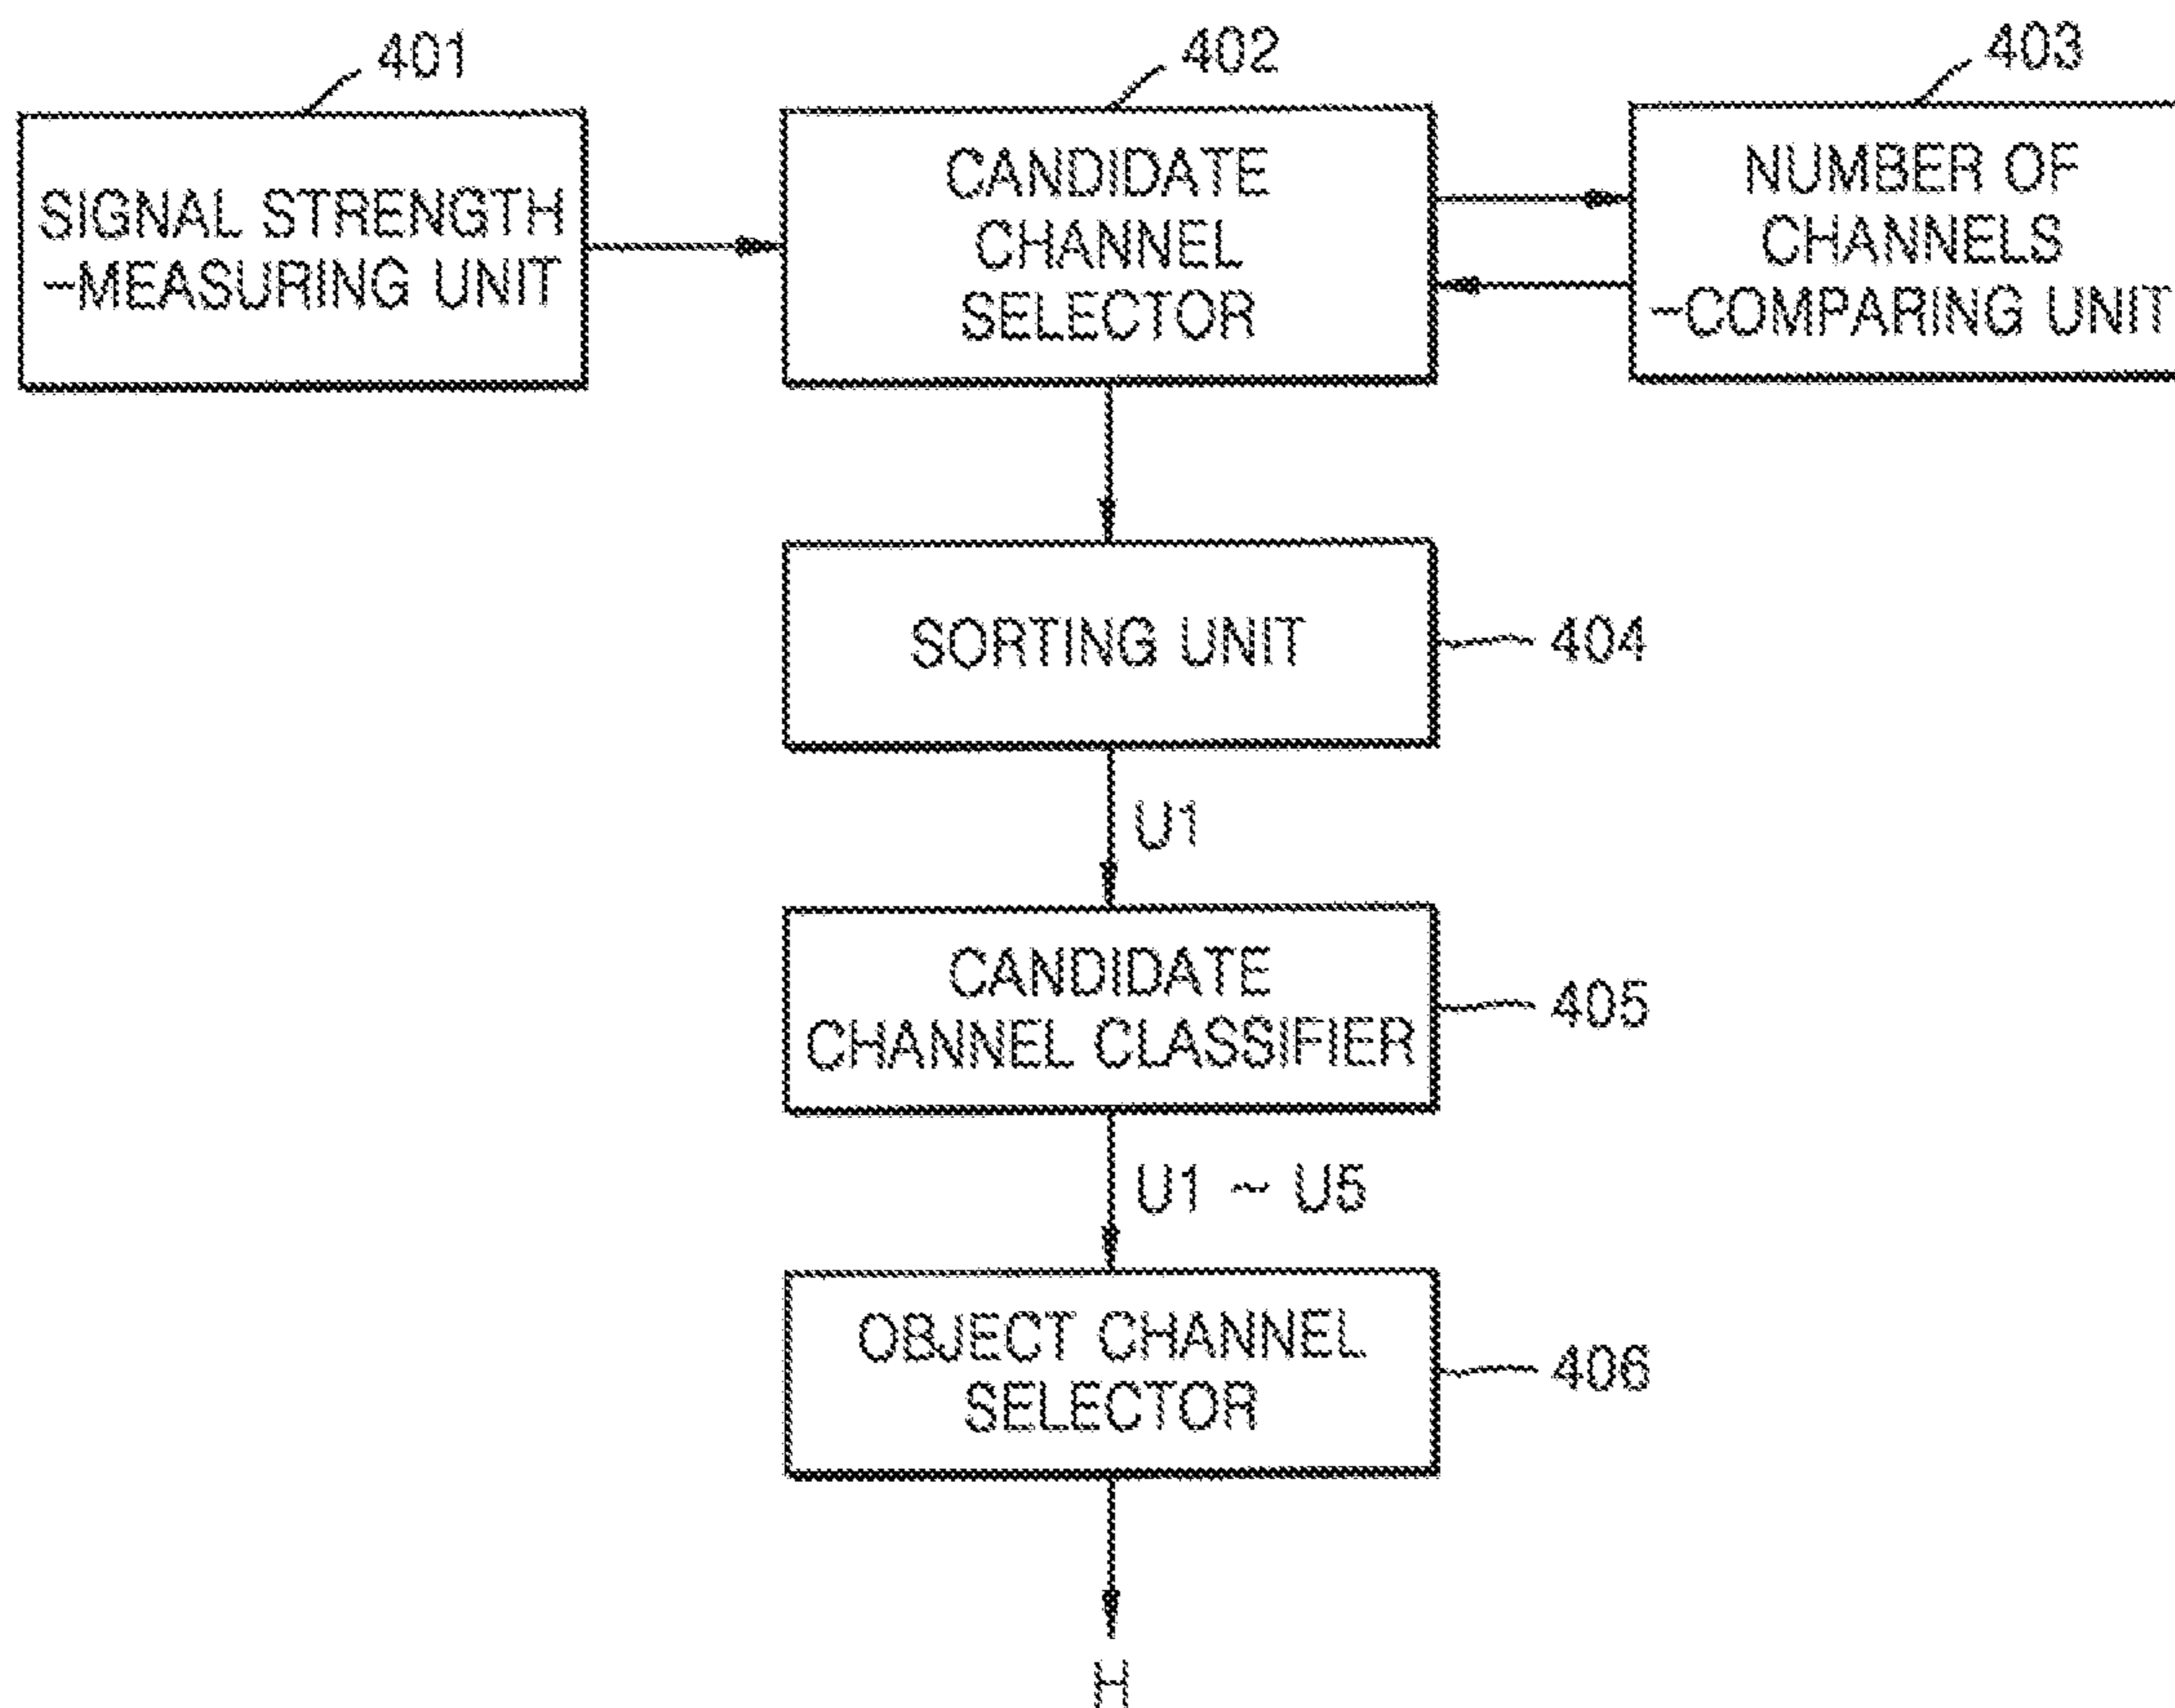 401
402
403
SIGNAL STRENGTH
-MEASURING UNIT
CANDIDATE
CHANNEL
SELECTOR
NUMBER OF
CHANNELS
-COMPARING UNIT
SORTING UNIT
404
U1
CANDIDATE
CHANNEL CLASSIFIER
405
U1 ~ U5
OBJECT CHANNEL
SELECTOR
406
H